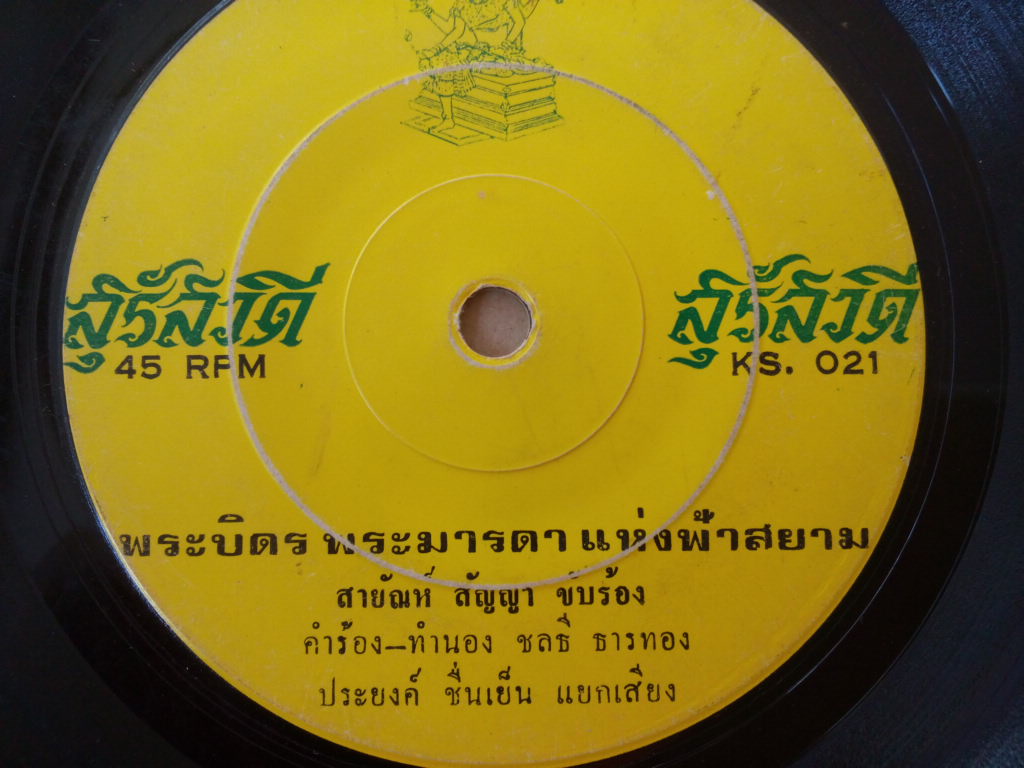 สุรัสวดี
45 RPM
สุรัสวดี
KS. 021
พระบิดร พระมารดา แห่งฟ้าสยาม
สายัณห์ สัญญา ขับร้อง
คำร้อง–ทำนอง ชลธี ธารทอง
ประยงค์ ชื่นเย็น แยกเสียง